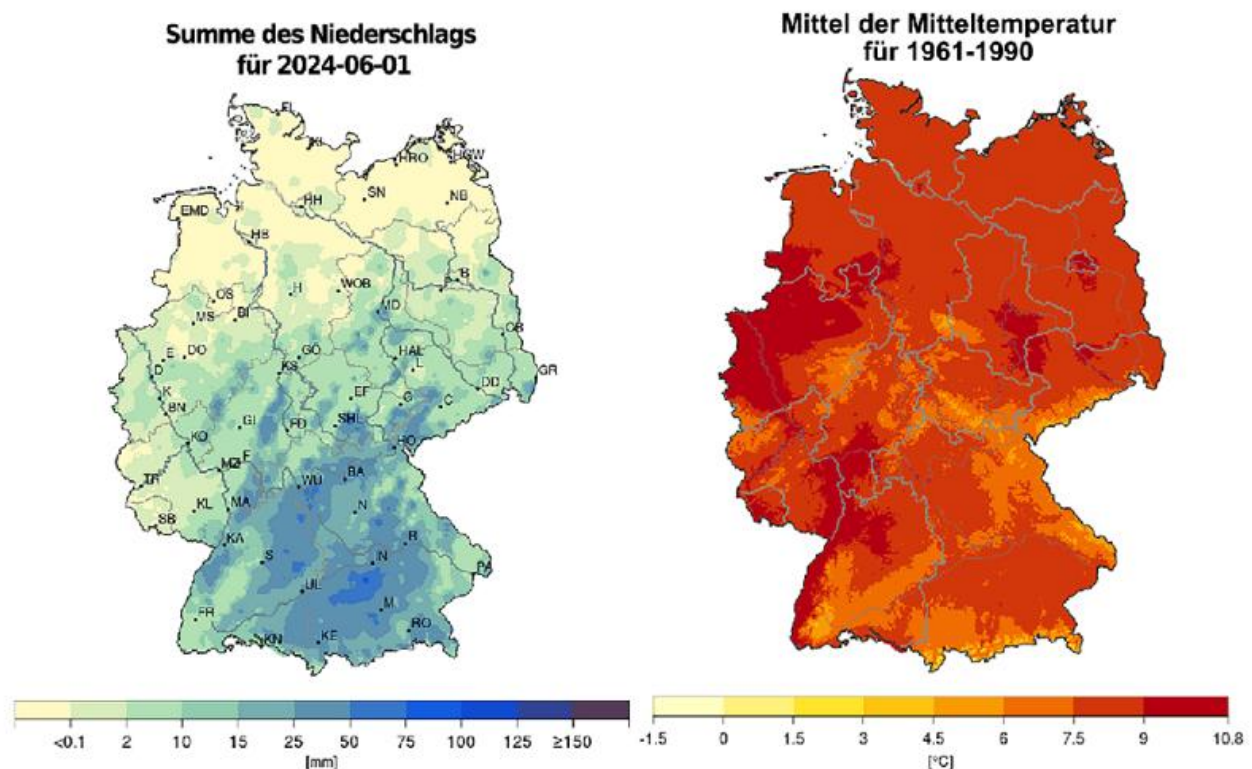 Summe des Niederschlags
für 2024-06-01
Mittel der Mitteltemperatur
für 1961-1990
FL
KI
HRO
HGW
SN
NB
HH
EMD
HB
B
WOB
H
OS
MD
BI
MS
CB
E
DO
GÖ
HAL
D
KS
L
GR
K
EF
DD
BN
G
C
GI
FD
SHL
KO
HO
F
MZ
BA
TR
WÜ
KL
MA
N
SB
KA
R
S
IN
PA
UL
M
FR
RO
KN
KE
<0.1 2 10 15 25 50 75 100 125 ≥150
[mm]
-1.5 0 1.5 3 4.5 6 7.5 9 10.8
[°C]